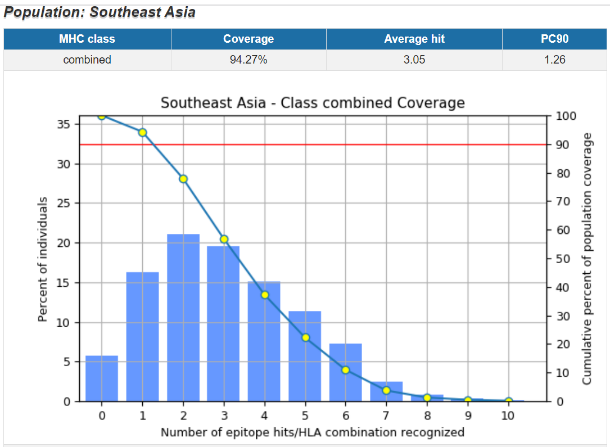 Population: Southeast Asia
MHC class Coverage Average hit PC90
combined 94.27% 3.05 1.26
Southeast Asia - Class combined Coverage
35
30
25
20
15
10
5
0
Percent of individuals
100
90
80
70
60
50
40
30
20
10
0
Cumulative percent of population coverage
0 1 2 3 4 5 6 7 8 9 10
Number of epitope hits/HLA combination recognized